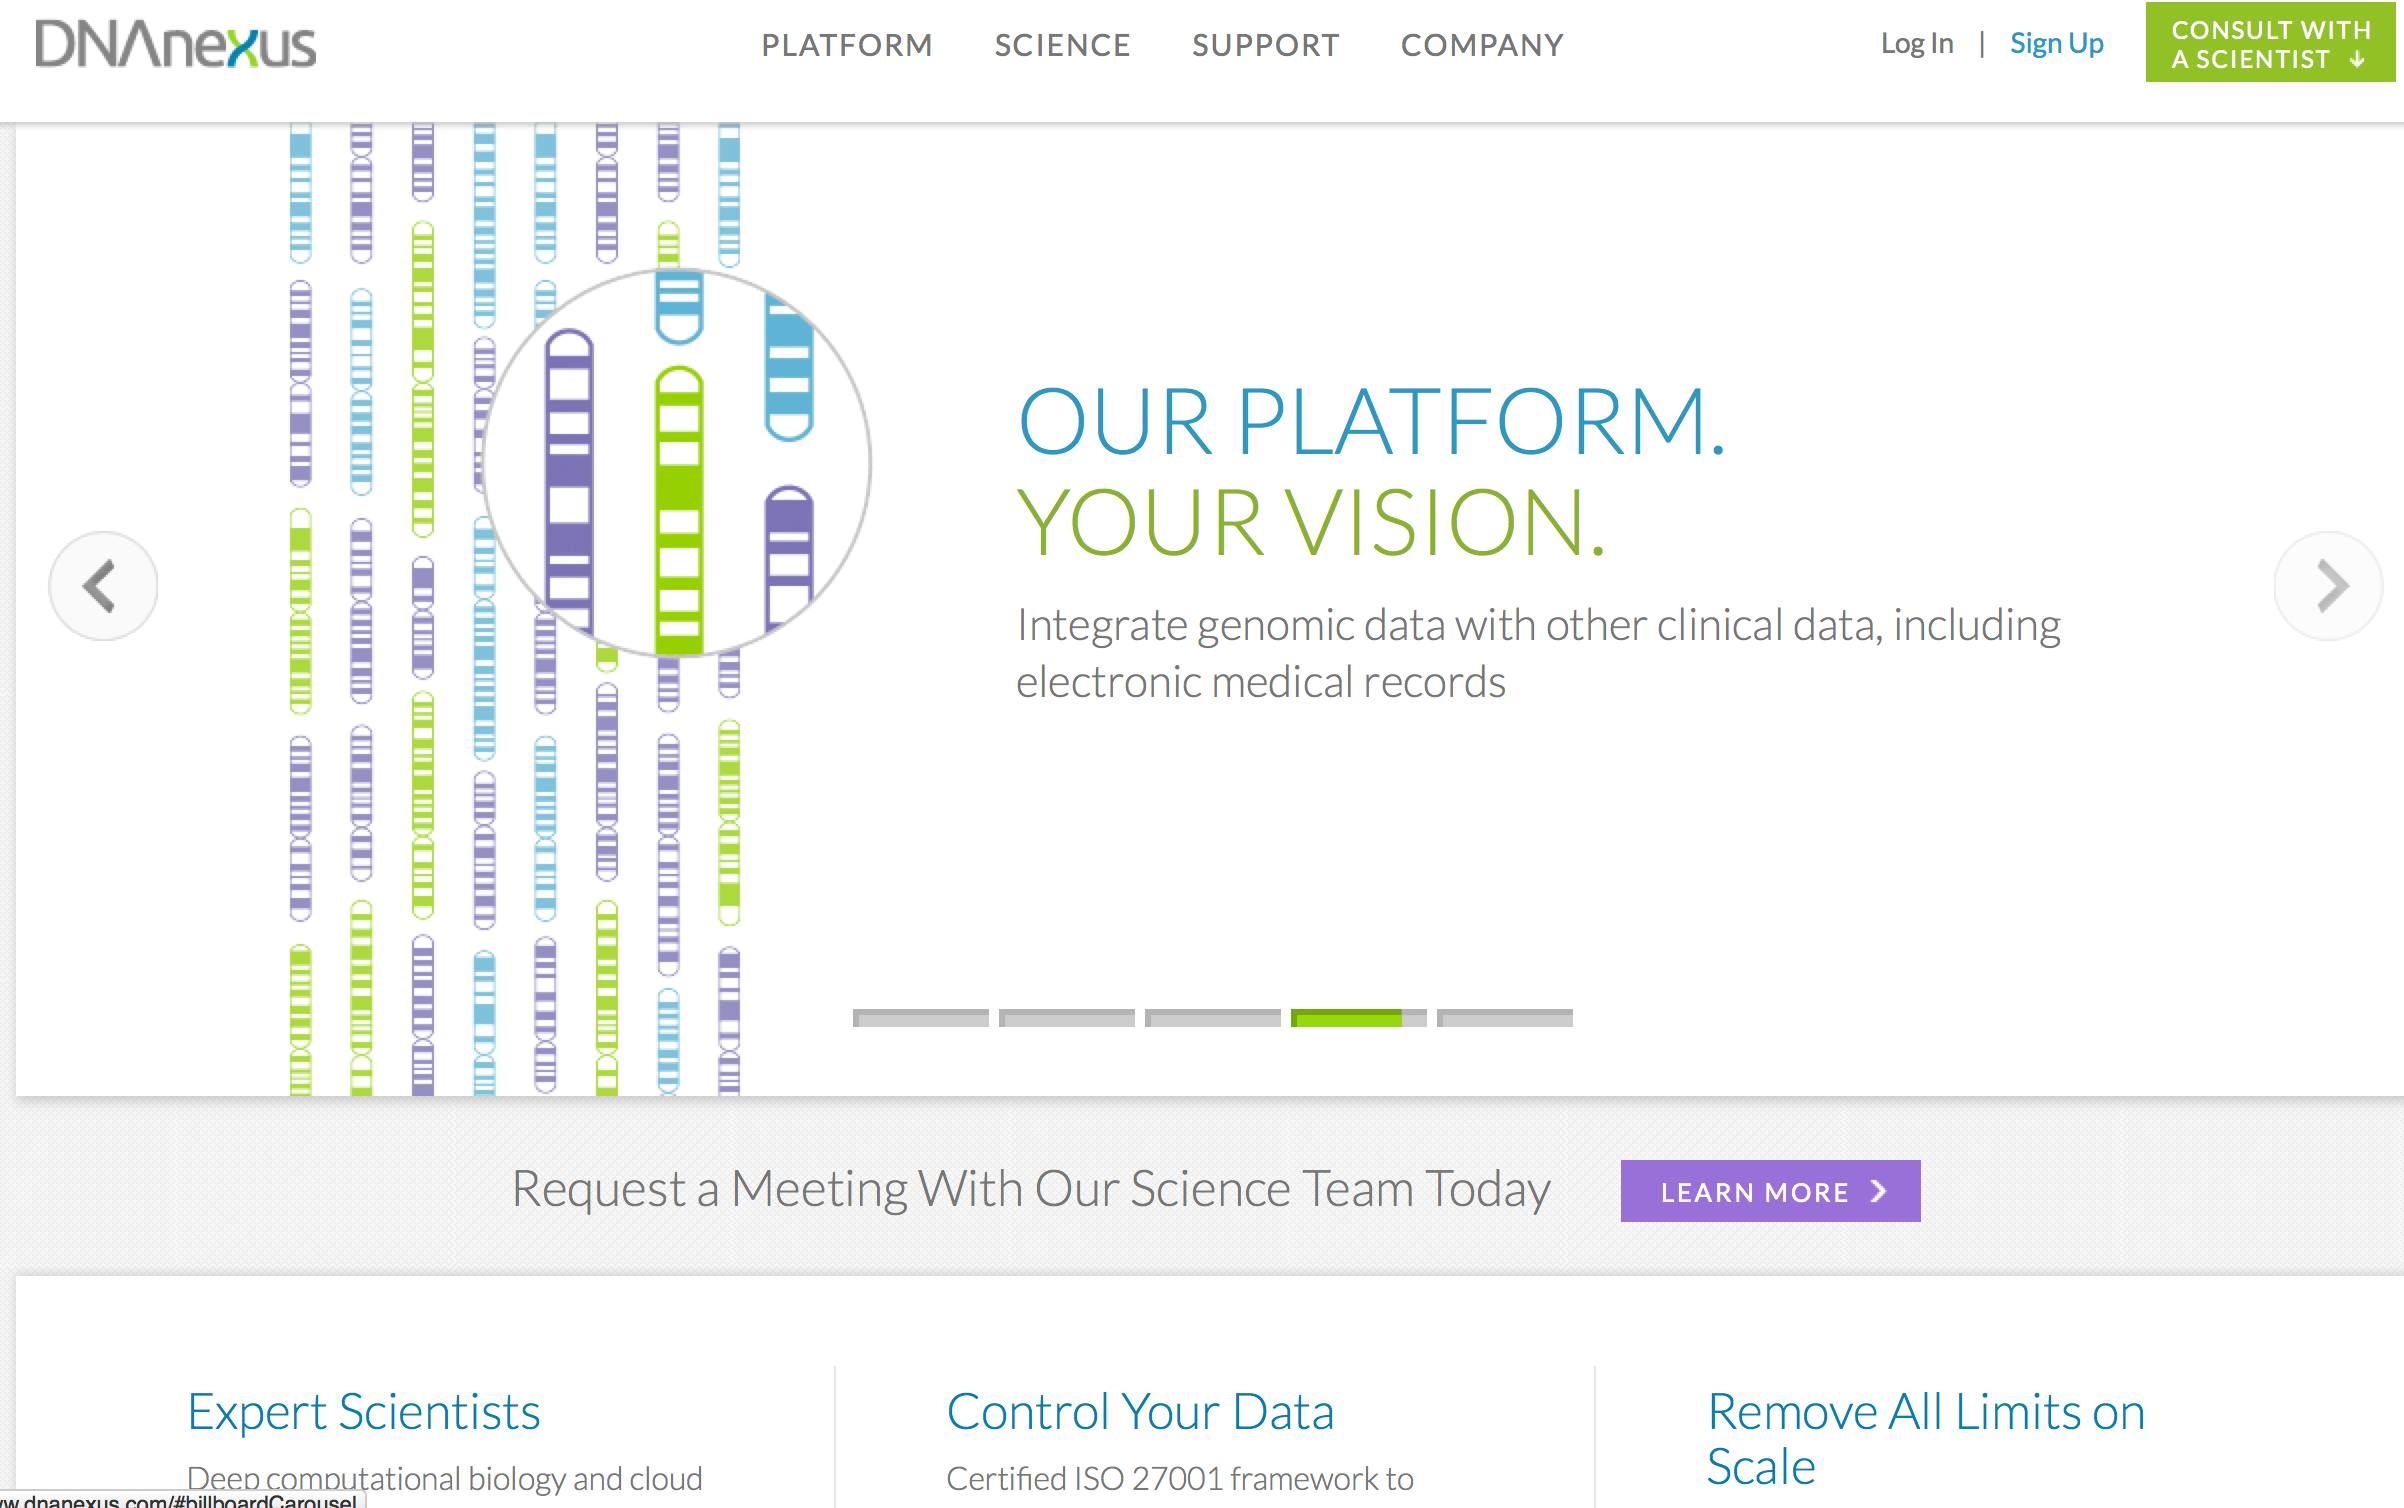 DNAnexus
PLATFORM
SCIENCE
SUPPORT
COMPANY
Log In | Sign Up
CONSULT WITH
A SCIENTIST
OUR PLATFORM.
YOUR VISION.
Integrate genomic data with other clinical data, including
electronic medical records
Request a Meeting With Our Science Team Today
LEARN MORE
Expert Scientists
Deep computational biology and cloud
Control Your Data
Certified ISO 27001 framework to
Remove All Limits on
Scale
w.dnanexus.com/#billboardCarousel